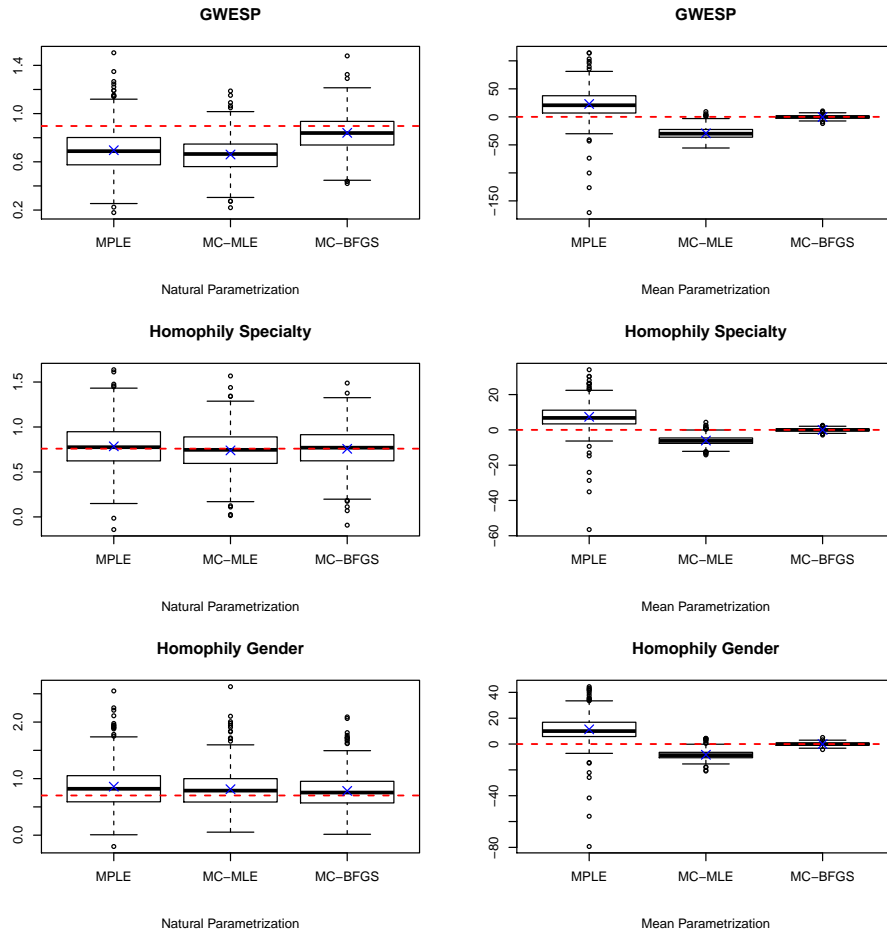 GWESP
1.4
1.0
0.6
0.2
MPLE MC−MLE MC−BFGS
Natural Parametrization
GWESP
50
0
−50
−150
MPLE MC−MLE MC−BFGS
Mean Parametrization
Homophily Specialty
1.5
1.0
0.5
0.0
MPLE MC−MLE MC−BFGS
Natural Parametrization
Homophily Specialty
20
0
−20
−40
−60
MPLE MC−MLE MC−BFGS
Mean Parametrization
Homophily Gender
2.0
1.0
0.0
MPLE MC−MLE MC−BFGS
Natural Parametrization
Homophily Gender
40
20
0
−40
−80
MPLE MC−MLE MC−BFGS
Mean Parametrization